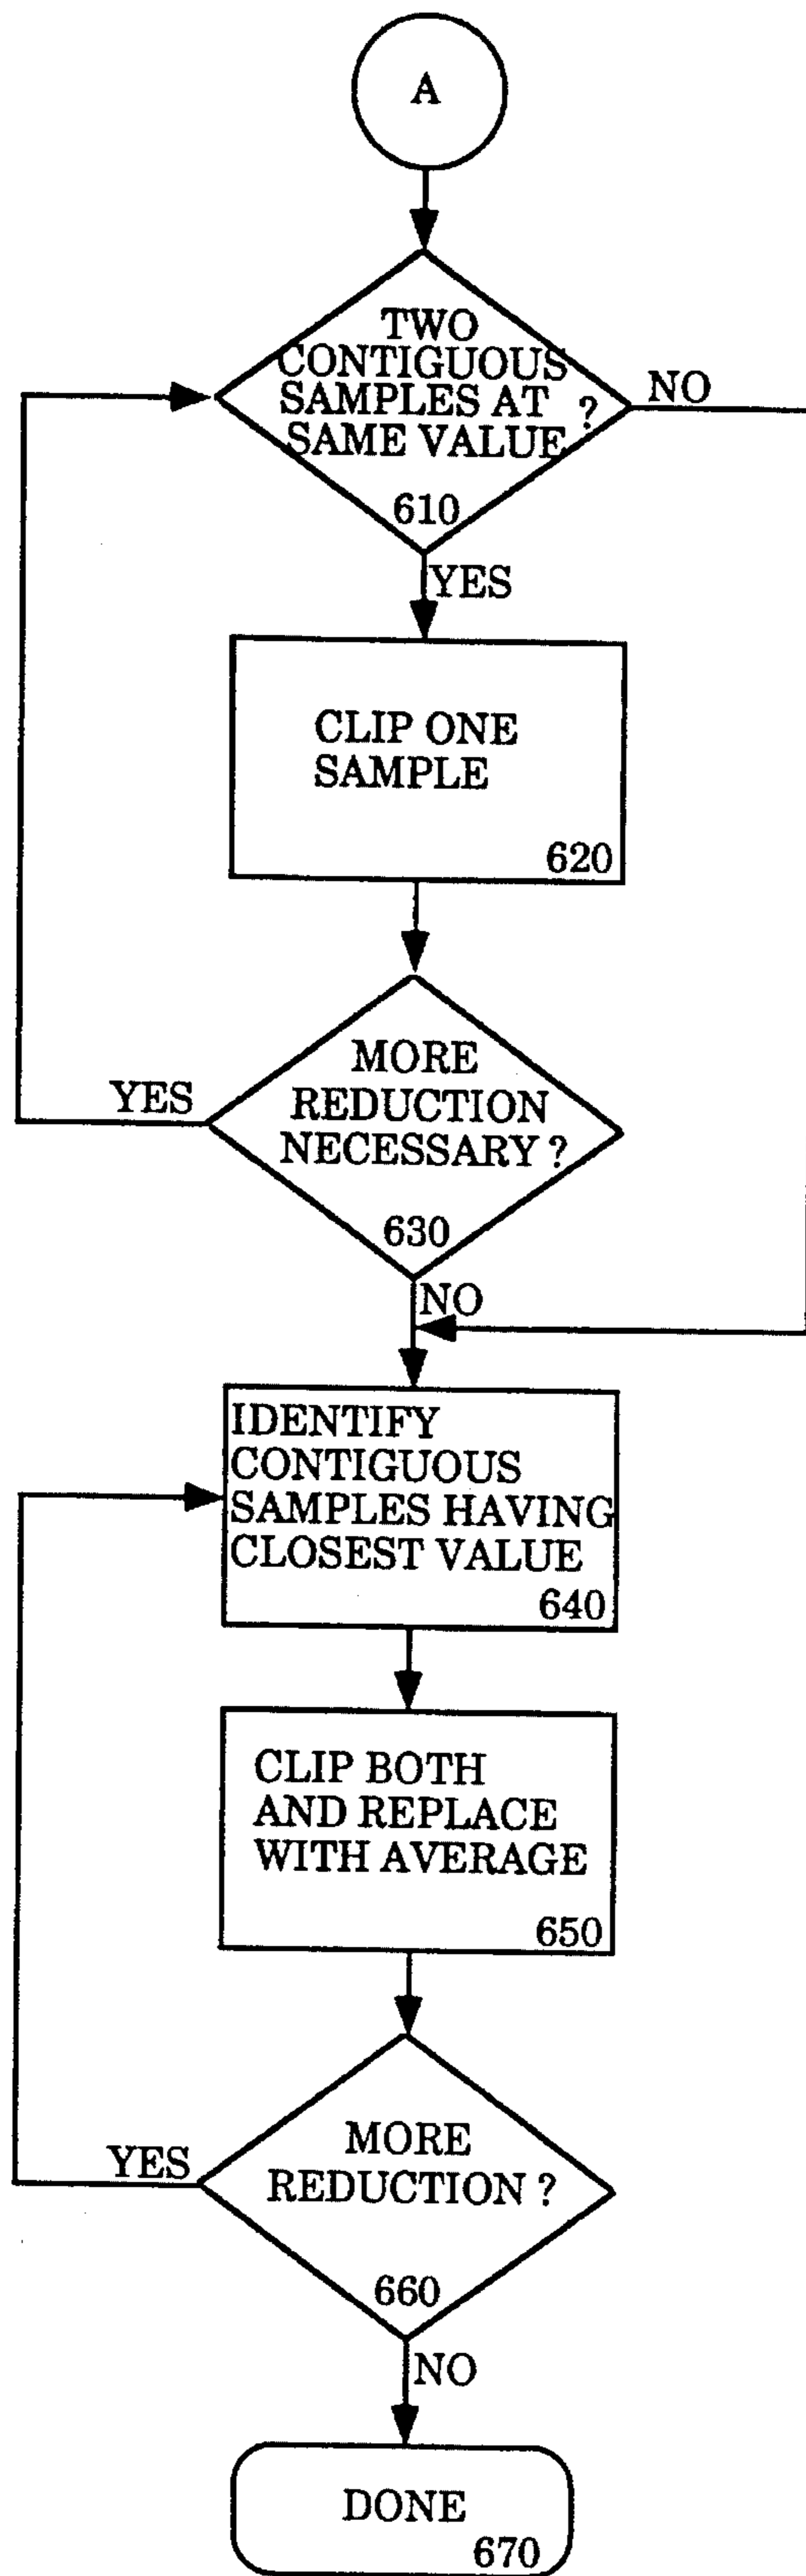 A
TWO
CONTIGUOUS
SAMPLES AT
SAME VALUE ?
610
NO
YES
CLIP ONE
SAMPLE
620
MORE
REDUCTION
NECESSARY ?
630
YES
NO
IDENTIFY
CONTIGUOUS
SAMPLES HAVING
CLOSEST VALUE
640
CLIP BOTH
AND REPLACE
WITH AVERAGE
650
MORE
REDUCTION ?
660
YES
NO
DONE
670